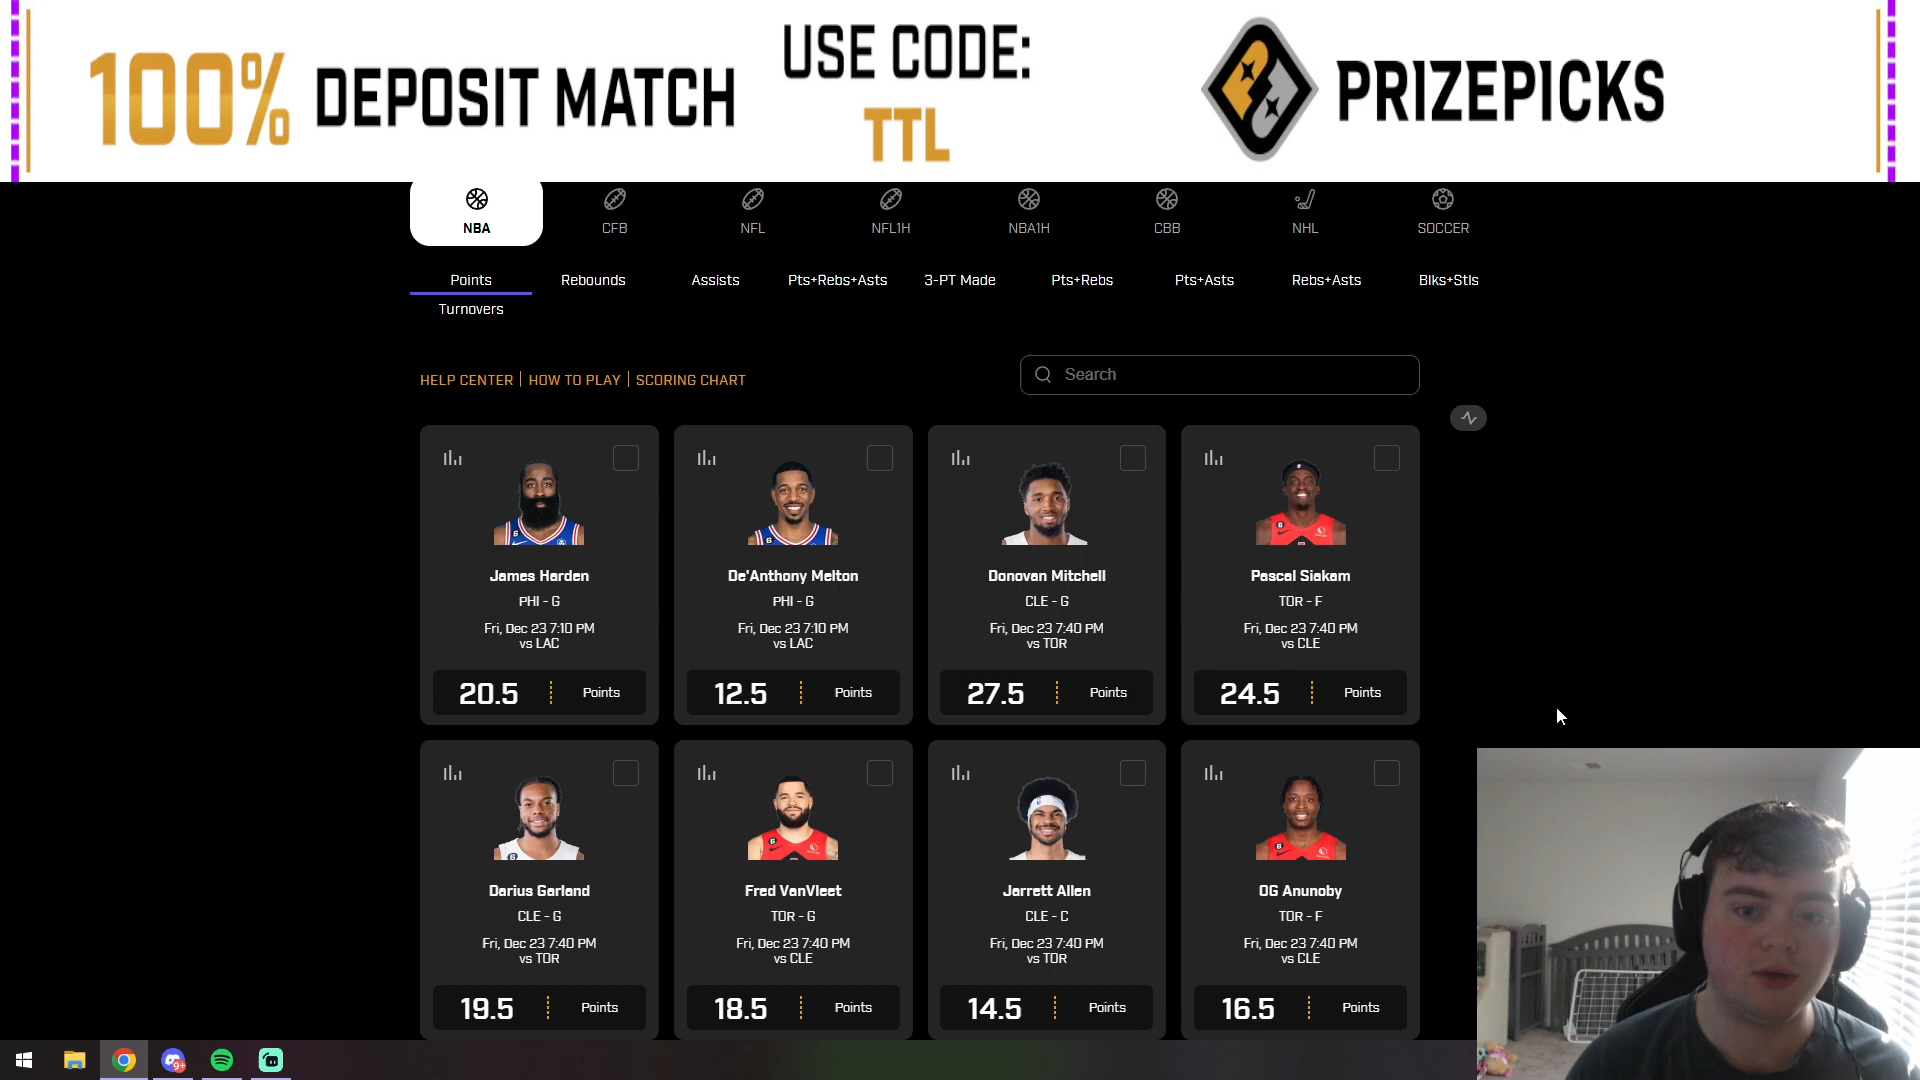 100% DEPOSIT MATCH
USE CODE:
TTL
PRIZEPICKS
NBA
CFB
NFL
NFL1H
NBA1H
CBB
NHL
SOCCER
Points
Rebounds
Assists
Pts+Rebs+Asts
3-PT Made
Pts+Rebs
Pts+Asts
Rebs+Asts
Blks+Stls
Turnovers
HELP CENTER | HOW TO PLAY | SCORING CHART
Search
James Harden
PHI - G
Fri, Dec 23 7:10 PM
vs LAC
20.5 Points
De'Anthony Melton
PHI - G
Fri, Dec 23 7:10 PM
vs LAC
12.5 Points
Donovan Mitchell
CLE - G
Fri, Dec 23 7:40 PM
vs TOR
27.5 Points
Pascal Siakam
TOR - F
Fri, Dec 23 7:40 PM
vs CLE
24.5 Points
Darius Garland
CLE - G
Fri, Dec 23 7:40 PM
vs TOR
19.5 Points
Fred VanVleet
TOR - G
Fri, Dec 23 7:40 PM
vs CLE
18.5 Points
Jarrett Allen
CLE - C
Fri, Dec 23 7:40 PM
vs TOR
14.5 Points
OG Anunoby
TOR - F
Fri, Dec 23 7:40 PM
vs CLE
16.5 Points
9+